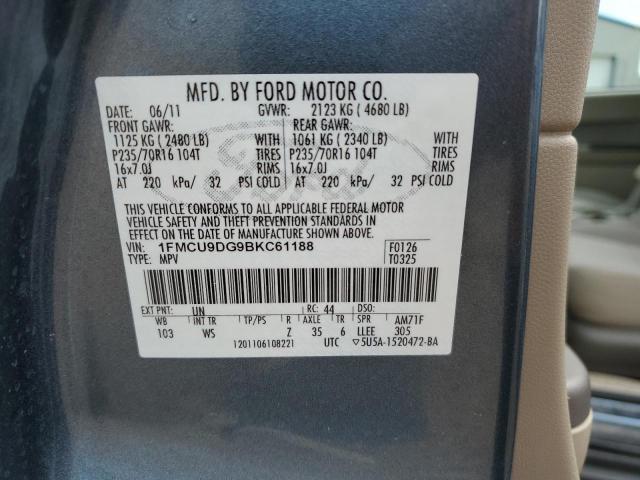 MFD. BY FORD MOTOR CO.
DATE: 06/11 GVWR: 2123 KG ( 4680 LB)
FRONT GAWR: REAR GAWR:
1125 KG ( 2480 LB) WITH 1061 KG ( 2340 LB) WITH
P235/70R16 104T TIRES P235/70R16 104T TIRES
16x7.0J RIMS 16x7.0J RIMS
AT 220 kPa/ 32 PSI COLD AT 220 kPa/ 32 PSI COLD
THIS VEHICLE CONFORMS TO ALL APPLICABLE FEDERAL MOTOR
VEHICLE SAFETY AND THEFT PREVENTION STANDARDS IN EFFECT
ON THE DATE OF MANUFACTURE SHOWN ABOVE.
VIN: 1FMCU9DG9BKC61188 F0126
TYPE: MPV T0325
EXT PNT: UN RC: 44 DSO:
WB INT TR TP/PS R AXLE TR SPR AM71F
103 WS Z 35 6 LLEE 305
1201106108221 UTC ▽5U5A-1520472-BA